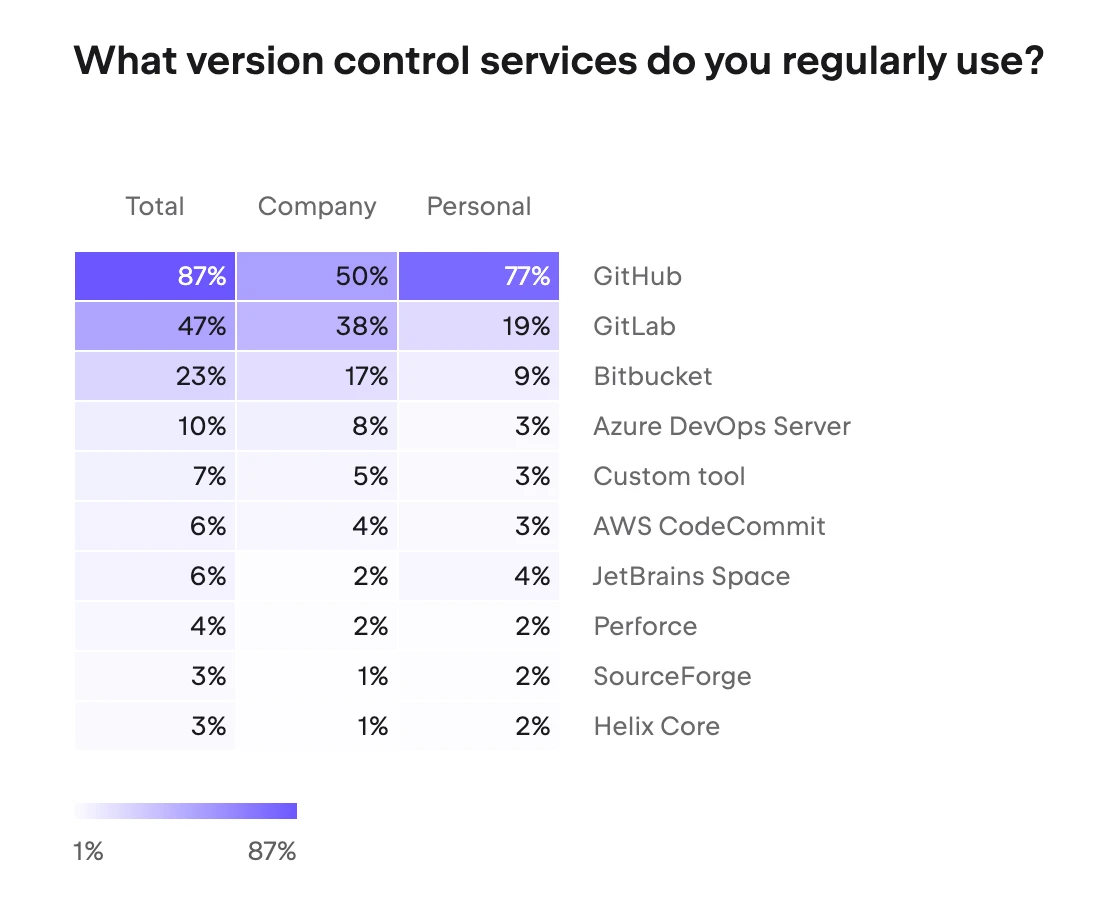 What version control services do you regularly use?
Total Company Personal
87% 50% 77% GitHub
47% 38% 19% GitLab
23% 17% 9% Bitbucket
10% 8% 3% Azure DevOps Server
7% 5% 3% Custom tool
6% 4% 3% AWS CodeCommit
6% 2% 4% JetBrains Space
4% 2% 2% Perforce
3% 1% 2% SourceForge
3% 1% 2% Helix Core
1% 87%